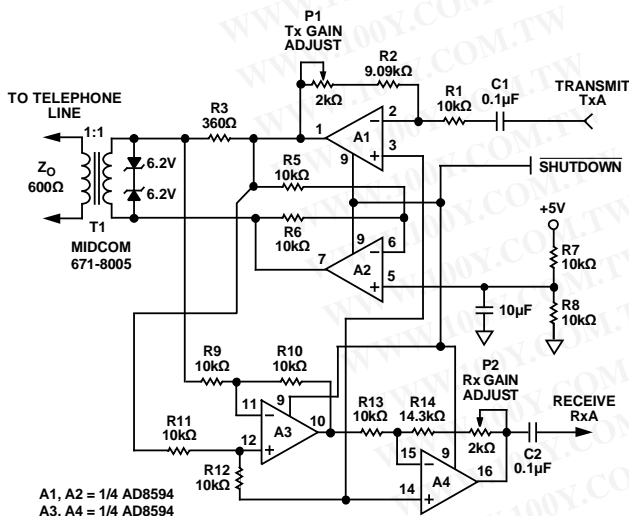 P1
Tx GAIN
ADJUST
R2
9.09kΩ
2kΩ
R1
10kΩ
C1
0.1µF
TRANSMIT
TxA
TO TELEPHONE
LINE
1:1
R3
360Ω
1
A1
2
3
9
6.2V
6.2V
ZO
600Ω
T1
MIDCOM
671-8005
R5
10kΩ
R6
10kΩ
SHUTDOWN
+5V
R7
10kΩ
R8
10kΩ
7
A2
9
6
5
10µF
R9
10kΩ
R10
10kΩ
R11
10kΩ
R12
10kΩ
11
12
A3
9
10
R13
10kΩ
R14
14.3kΩ
P2
Rx GAIN
ADJUST
2kΩ
RECEIVE
RxA
C2
0.1µF
15
14
A4
9
16
A1, A2 = 1/4 AD8594
A3, A4 = 1/4 AD8594
WWW.100Y.COM.TW